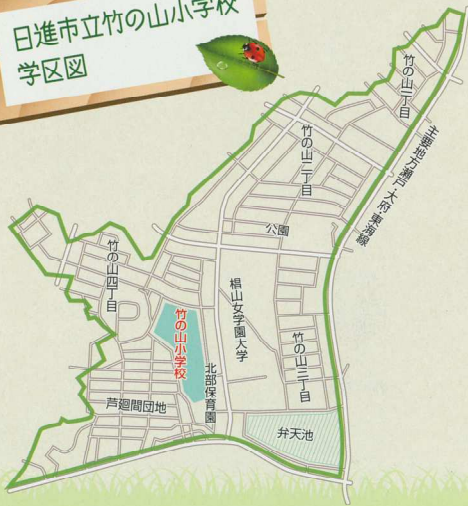 日進市立竹の山小学校
学区図
竹の山一丁目
主要地方瀬戸・大府・東海線
竹の山二丁目
公園
竹の山四丁目
椙山女学園大学
竹の山小学校
竹の山三丁目
北部保育園
芦廻間団地
弁天池